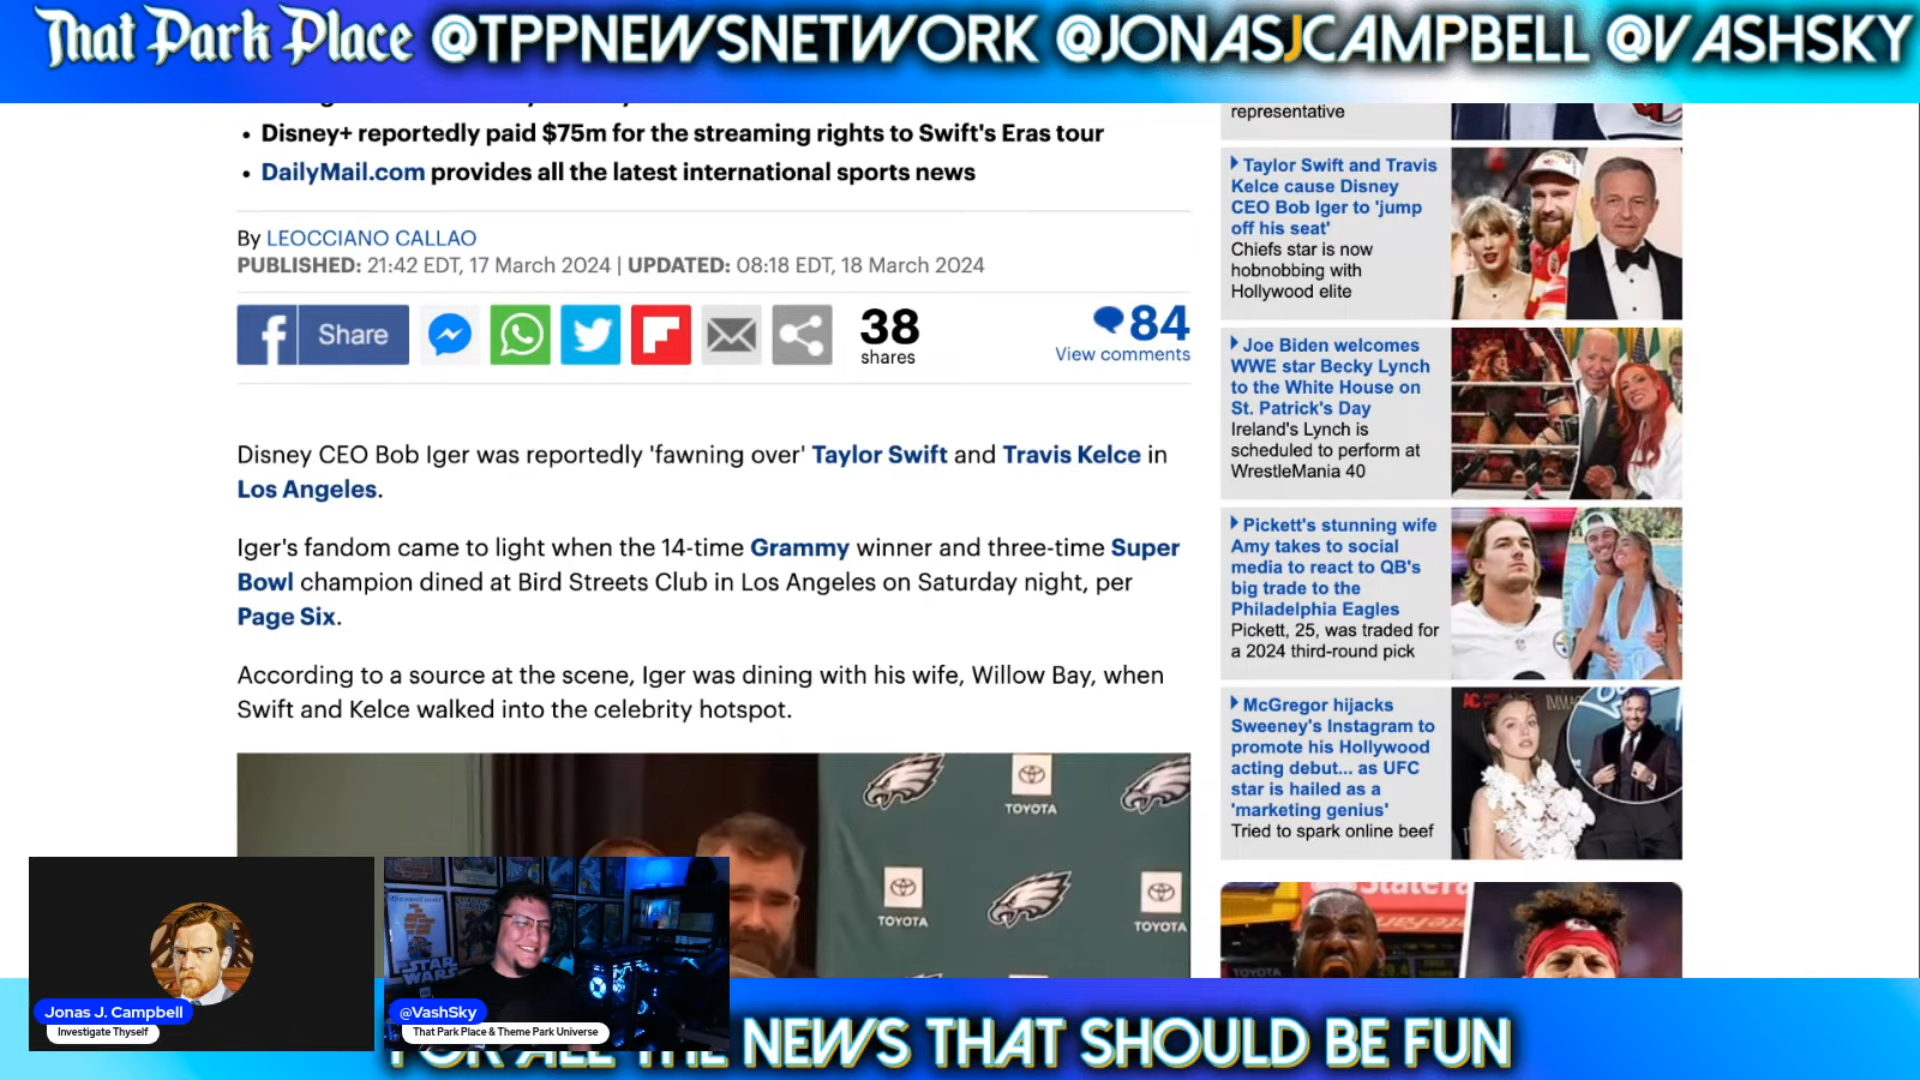 That Park Place @TPPNEWSNETWORK @JONASJCAMPBELL @VASHSKY
• Disney+ reportedly paid $75m for the streaming rights to Swift's Eras tour
• DailyMail.com provides all the latest international sports news
By LEOCCIANO CALLAO
PUBLISHED: 21:42 EDT, 17 March 2024 | UPDATED: 08:18 EDT, 18 March 2024
Share
38
shares
84
View comments
Disney CEO Bob Iger was reportedly 'fawning over' Taylor Swift and Travis Kelce in
Los Angeles.
Iger's fandom came to light when the 14-time Grammy winner and three-time Super
Bowl champion dined at Bird Streets Club in Los Angeles on Saturday night, per
Page Six.
According to a source at the scene, Iger was dining with his wife, Willow Bay, when
Swift and Kelce walked into the celebrity hotspot.
TOYOTA
TOYOTA
TOYOTA
representative
Taylor Swift and Travis
Kelce cause Disney
CEO Bob Iger to 'jump
off his seat'
Chiefs star is now
hobnobbing with
Hollywood elite
Joe Biden welcomes
WWE star Becky Lynch
to the White House on
St. Patrick's Day
Ireland's Lynch is
scheduled to perform at
WrestleMania 40
Pickett's stunning wife
Amy takes to social
media to react to QB's
big trade to the
Philadelphia Eagles
Pickett, 25, was traded for
a 2024 third-round pick
McGregor hijacks
Sweeney's Instagram to
promote his Hollywood
acting debut... as UFC
star is hailed as a
'marketing genius'
Tried to spark online beef
STAR
WARS
Jonas J. Campbell
Investigate Thyself
@VashSky
That Park Place & Theme Park Universe
FOR ALL THE NEWS THAT SHOULD BE FUN